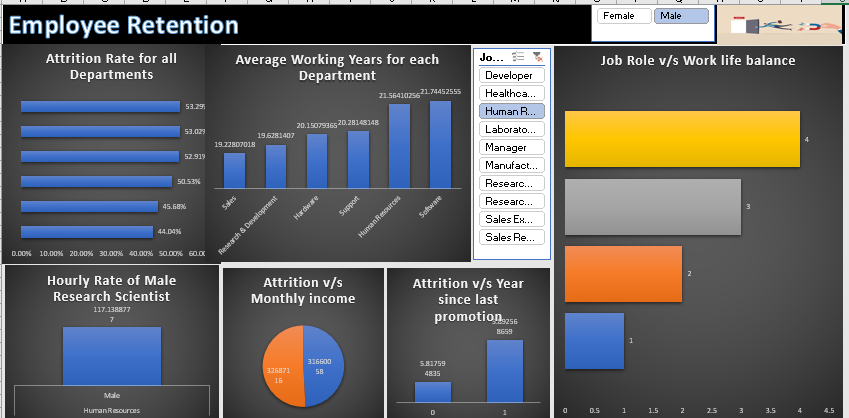 Employee Retention
Female
Male
Attrition Rate for all
Departments
53.02%
52.91%
50.53%
45.68%
44.04%
0.00% 10.00% 20.00% 30.00% 40.00% 50.00%
Average Working Years for each
Department
19.22807018
19.6281407
20.15079365
20.28148148
21.56410256
21.74452555
Sales
Research & Development
Hardware
Support
Human Resources
Software
Jo...
Developer
Healthca...
Human R...
Laborato...
Manager
Manufact...
Researc...
Researc...
Sales Ex...
Sales Re...
Job Role v/s Work life balance
4
3
2
1
0 0.5 1 1.5 2 2.5 3 3.5 4 4.5
Hourly Rate of Male
Research Scientist
117.138877
7
Male
Human Resources
Attrition v/s
Monthly income
326871
16
316600
58
Attrition v/s Year
since last
promotion
5.81759
4835
8659
0 1